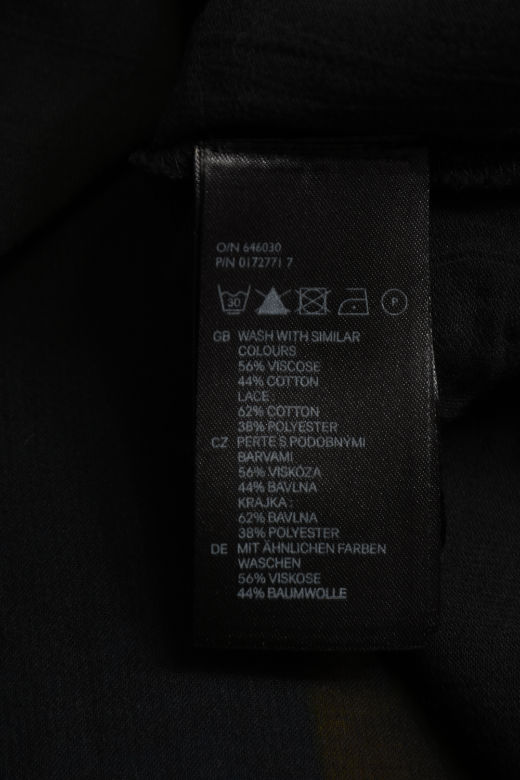 O/N 646030
P/N 0172771 7
30 P
GB WASH WITH SIMILAR
COLOURS
56% VISCOSE
44% COTTON
LACE
62% COTTON
38% POLYESTER
CZ PERTE S PODOBNYMI
BARVAMI
56% VISKÓZA
44% BAVLNA
KRAJKA:
62% BAVLNA
38% POLYESTER
DE MIT ÄHNLICHEN FARBEN
WASCHEN
56% VISKOSE
44% BAUMWOLLE